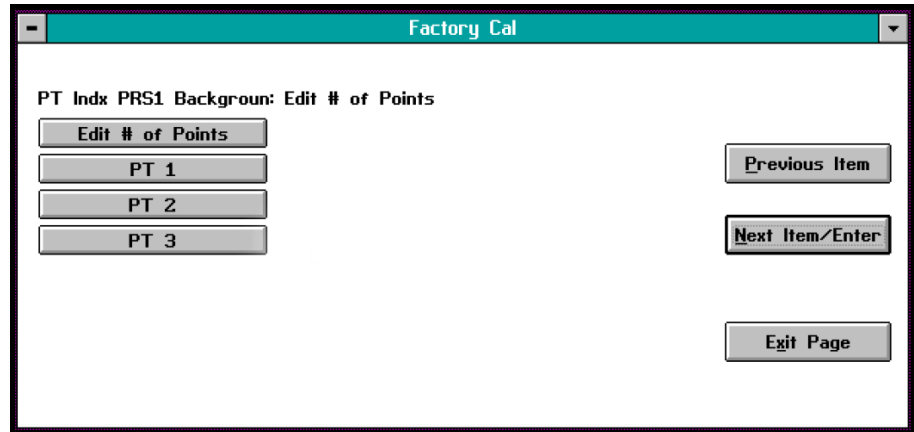 Factory Cal
PT Indx PRS1 Backgroun: Edit # of Points
Edit # of Points
PT 1
PT 2
PT 3
Previous Item
Next Item/Enter
Exit Page